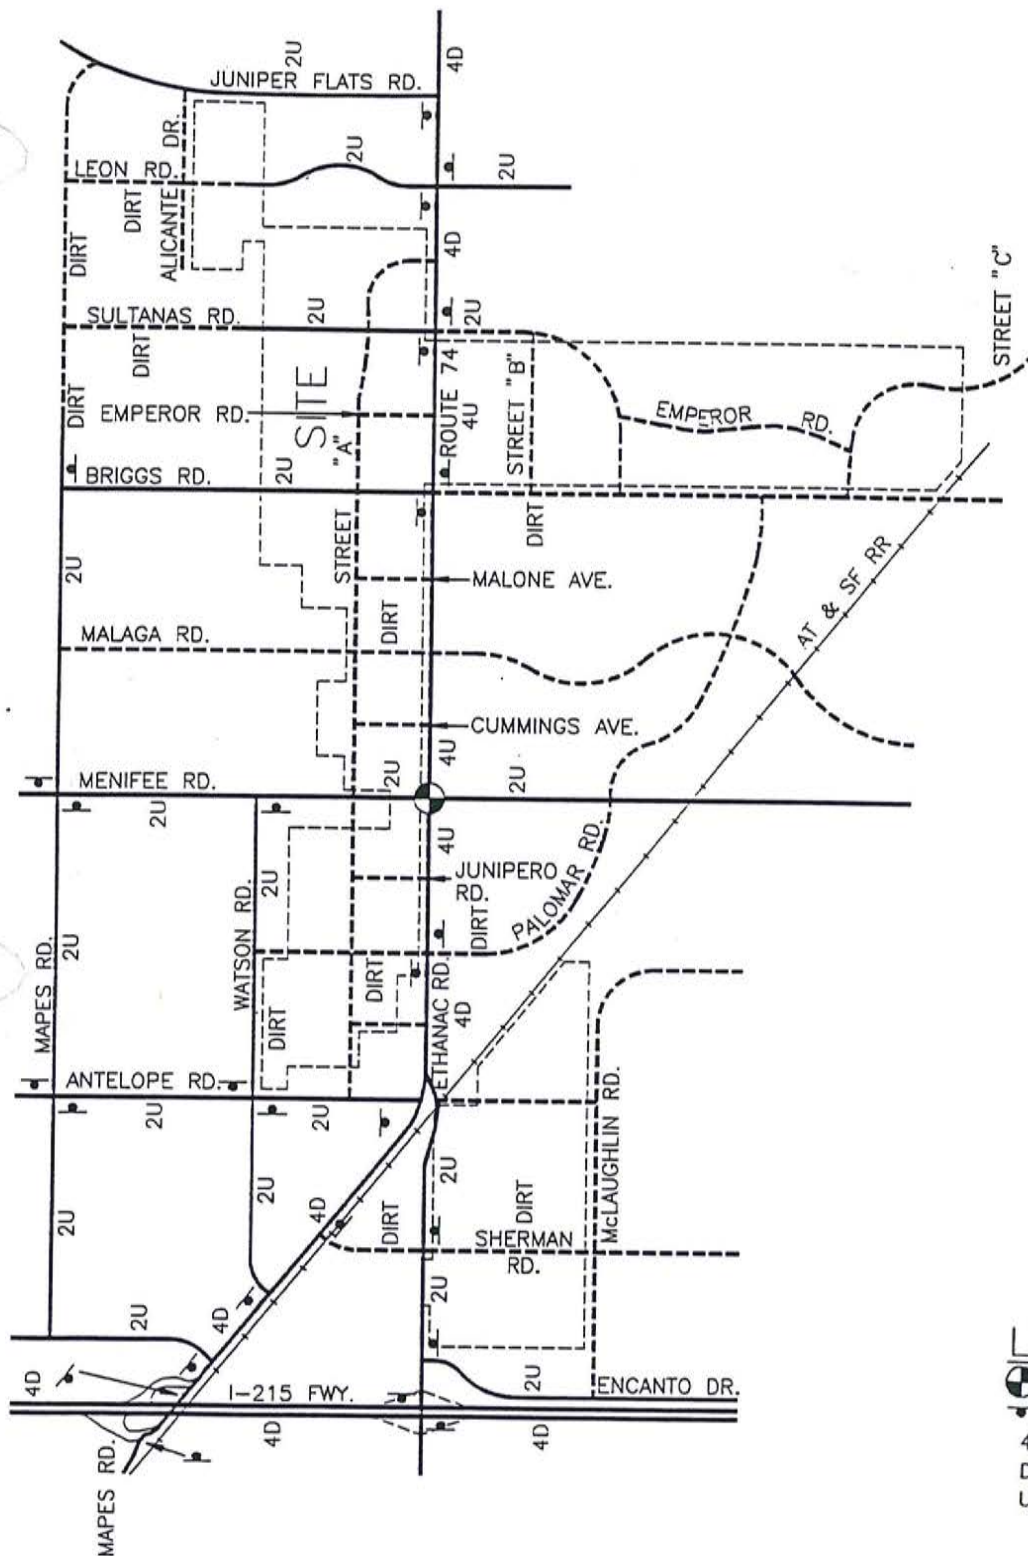 2U
JUNIPER FLATS RD.
4D
LEON RD.
DIRT
ALICANTE DR.
2U
2U
DIRT
DIRT
4D
SULTANAS RD.
2U
2U
DIRT
STREET "C"
DIRT
EMPEROR RD.
SITE
ROUTE 74
4U
STREET "B"
EMPEROR RD.
BRIGGS RD.
2U
STREET "A"
DIRT
2U
MALONE AVE.
DIRT
AT & SF RR
MALAGA RD.
CUMMINGS AVE.
4U
MENIFEE RD.
2U
2U
2U
4U
JUNIPERO
RD.
WATSON RD.
2U
DIRT.
PALOMAR RD.
MAPES RD.
2U
DIRT
DIRT
ETHANAC RD.
4D
ANTELOPE RD.
2U
2U
McLAUGHLIN RD.
2U
2U
4D
DIRT
2U
DIRT
SHERMAN
RD.
2U
4D
2U
4D
I-215 FWY.
2U
ENCANTO DR.
4D
4D
MAPES RD.
4
D